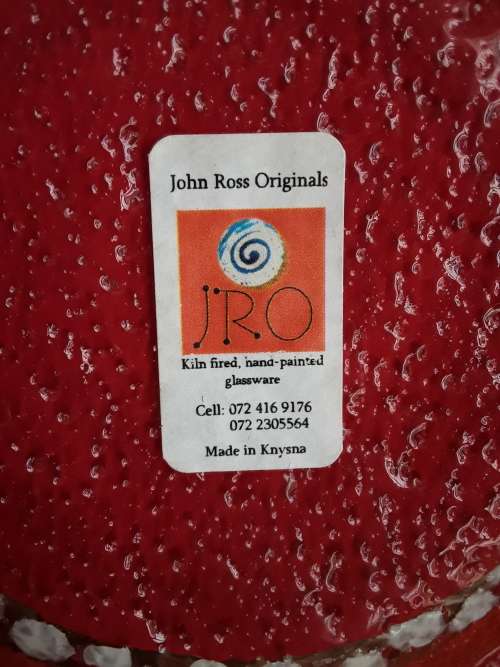 John Ross Originals
JRO
Kiln fired, hand-painted
glassware
Cell: 072 416 9176
072 2305564
Made in Knysna